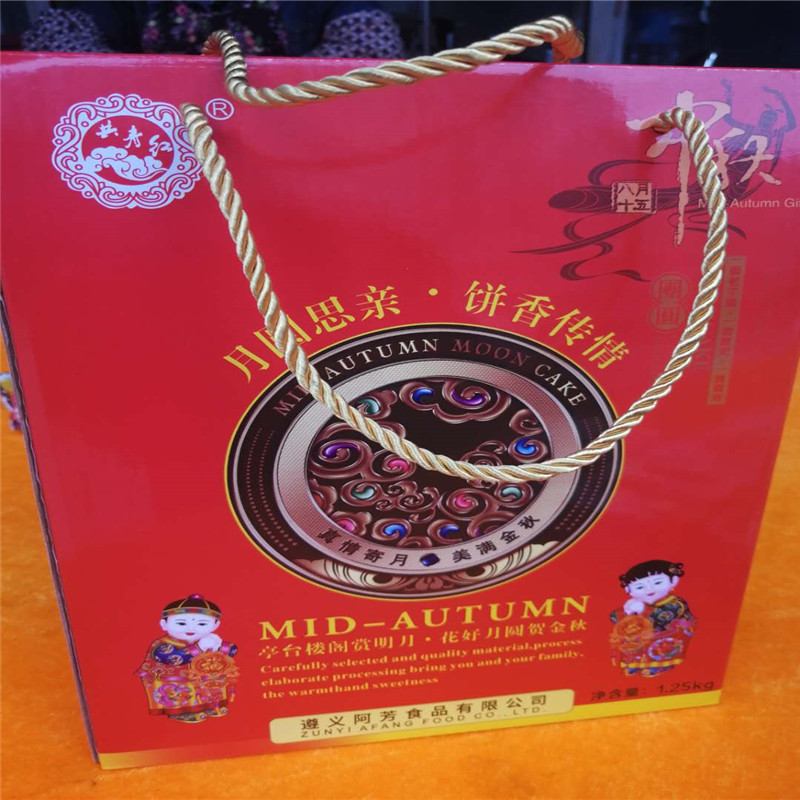 共寿红
®
中秋
八月
十五
Autumn Gi
月圆思亲·饼香传情
MID AUTUMN MOON CAKE
真情寄月 美满金秋
MID-AUTUMN
亭台楼阁赏明月·花好月圆贺金秋
Carefully selected and quality material,process
elaborate processing bring you and your family.
the warmthand sweetness
净含量：1.25kg
遵义阿芳食品有限公司
ZUNYI AFANG FOOD CO., LTD.